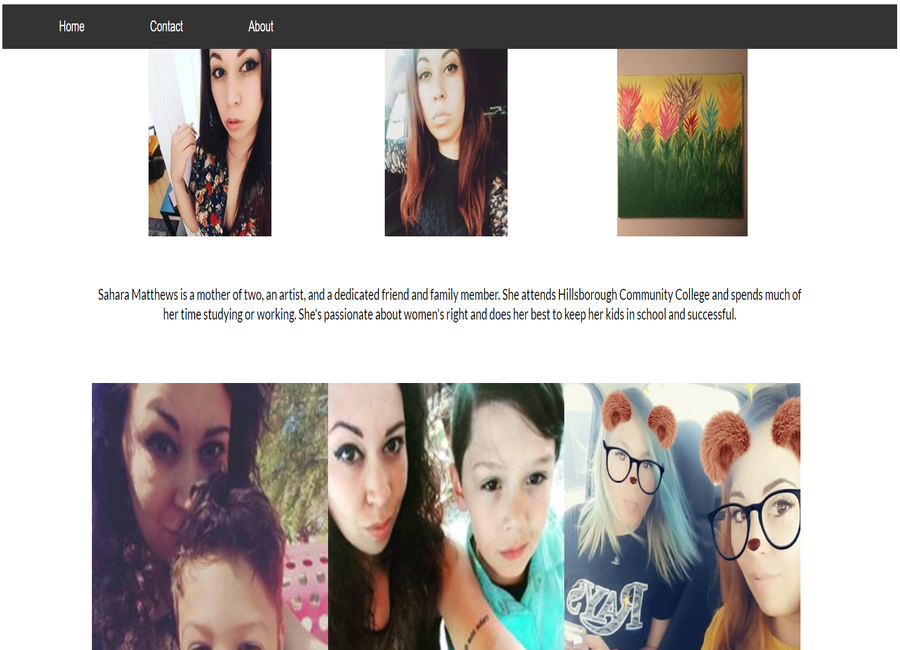 Home Contact About
Sahara Matthews is a mother of two, an artist, and a dedicated friend and family member. She attends Hillsborough Community College and spends much of
her time studying or working. She's passionate about women's right and does her best to keep her kids in school and successful.
RAYS